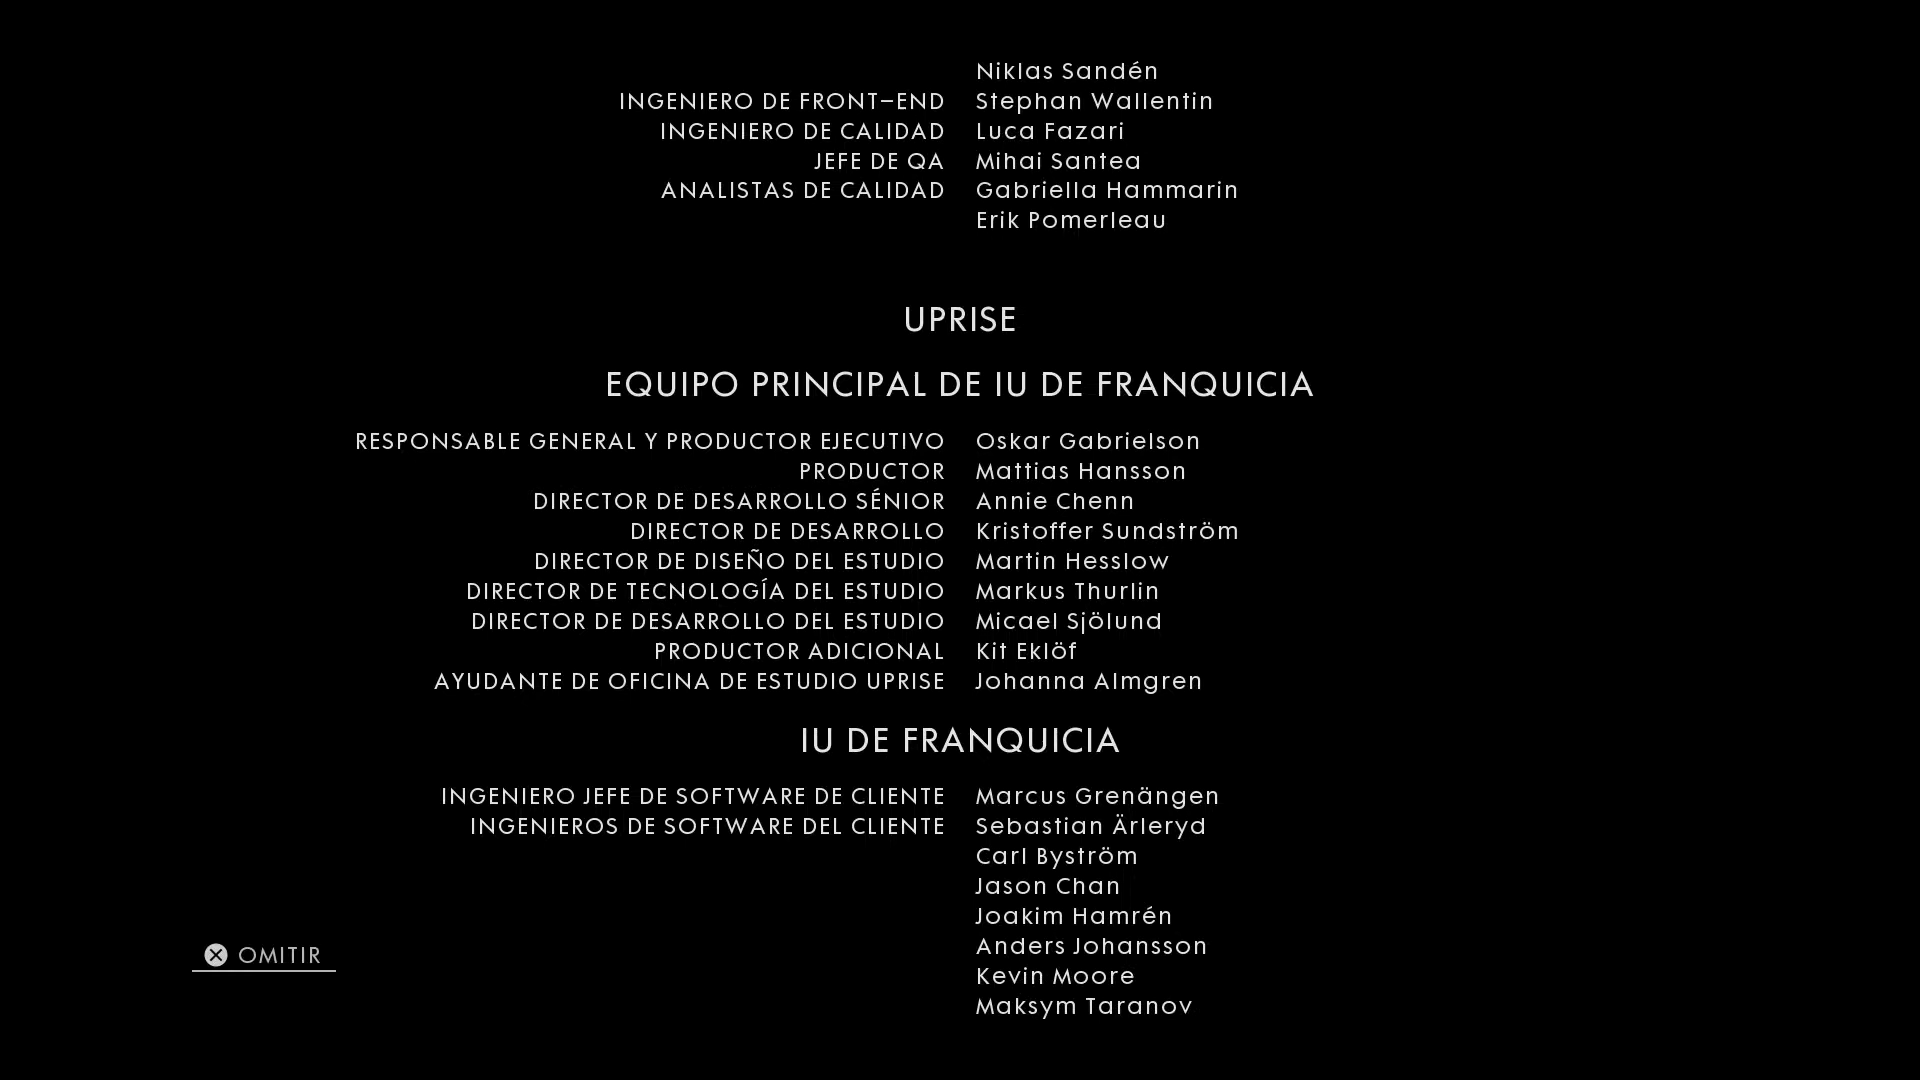 Niklas Sandén
INGENIERO DE FRONT-END Stephan Wallentin
INGENIERO DE CALIDAD Luca Fazari
JEFE DE QA Mihai Santea
ANALISTAS DE CALIDAD Gabriella Hammarin
Erik Pomerleau
UPRISE
EQUIPO PRINCIPAL DE IU DE FRANQUICIA
RESPONSABLE GENERAL Y PRODUCTOR EJECUTIVO Oskar Gabrielson
PRODUCTOR Mattias Hansson
DIRECTOR DE DESARROLLO SÉNIOR Annie Chenn
DIRECTOR DE DESARROLLO Kristoffer Sundström
DIRECTOR DE DISEÑO DEL ESTUDIO Martin Hesslow
DIRECTOR DE TECNOLOGÍA DEL ESTUDIO Markus Thurlin
DIRECTOR DE DESARROLLO DEL ESTUDIO Micael Sjölund
PRODUCTOR ADICIONAL Kit Eklöf
AYUDANTE DE OFICINA DE ESTUDIO UPRISE Johanna Almgren
IU DE FRANQUICIA
INGENIERO JEFE DE SOFTWARE DE CLIENTE Marcus Grenängen
INGENIEROS DE SOFTWARE DEL CLIENTE Sebastian Ärleryd
Carl Byström
Jason Chan
Joakim Hamrén
Anders Johansson
Kevin Moore
Maksym Taranov
OMITIR